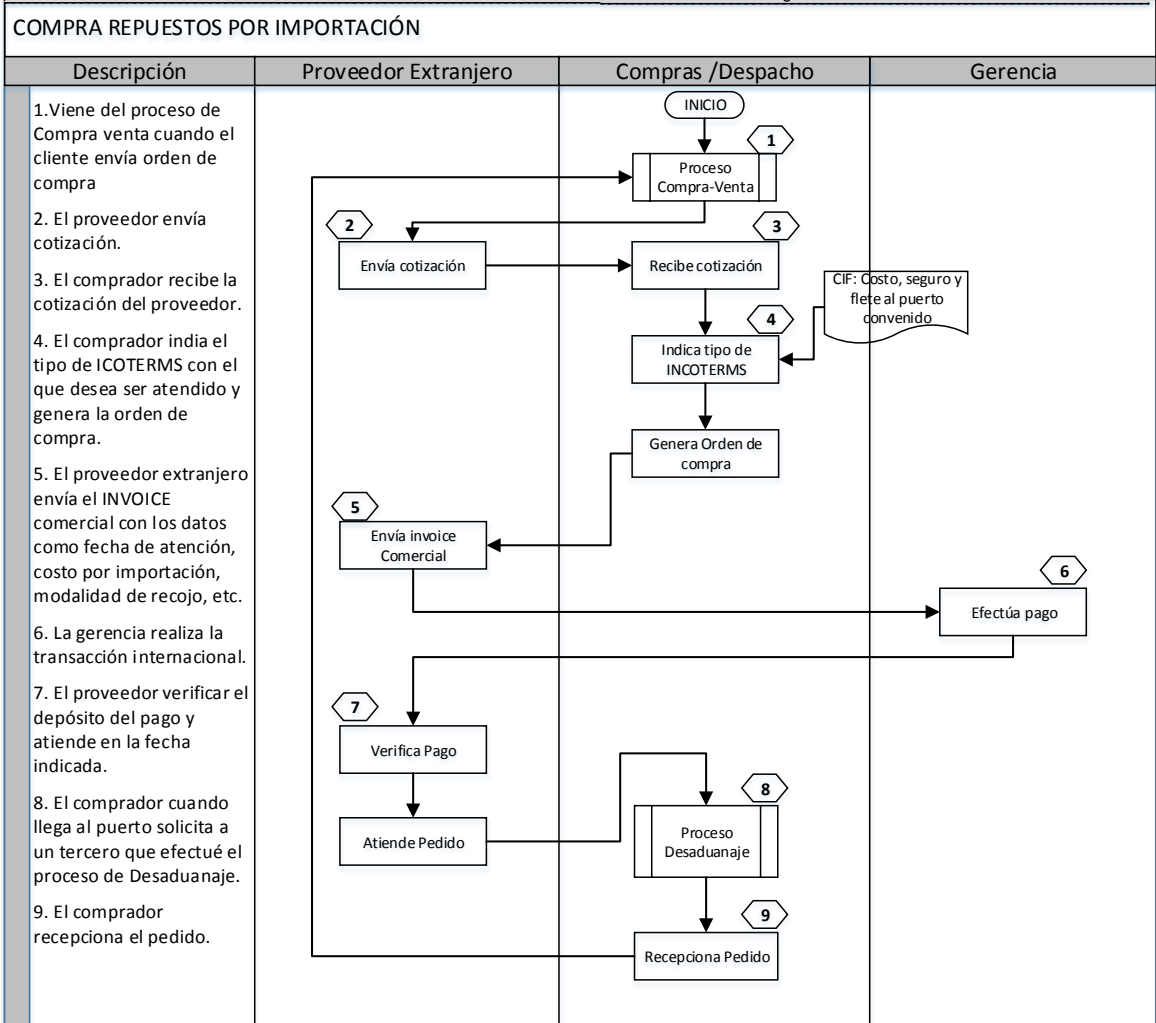 COMPRA REPUESTOS POR IMPORTACIÓN
Descripción
Proveedor Extranjero
Compras /Despacho
Gerencia
1.Viene del proceso de
Compra venta cuando el
cliente envía orden de
compra
2. El proveedor envía
cotización.
3. El comprador recibe la
cotización del proveedor.
4. El comprador india el
tipo de ICOTERMS con el
que desea ser atendido y
genera la orden de
compra.
5. El proveedor extranjero
envía el INVOICE
comercial con los datos
como fecha de atención,
costo por importación,
modalidad de recojo, etc.
6. La gerencia realiza la
transacción internacional.
7. El proveedor verificar el
depósito del pago y
atiende en la fecha
indicada.
8. El comprador cuando
llega al puerto solicita a
un tercero que efectué el
proceso de Desaduanaje.
9. El comprador
recepciona el pedido.
INICIO
1
Proceso
Compra-Venta
2
Envía cotización
3
Recibe cotización
CIF: Costo, seguro y
flete al puerto
convenido
4
Indica tipo de
INCOTERMS
Genera Orden de
compra
5
Envía invoice
Comercial
6
Efectúa pago
7
Verifica Pago
Atiende Pedido
8
Proceso
Desaduanaje
9
Recepciona Pedido